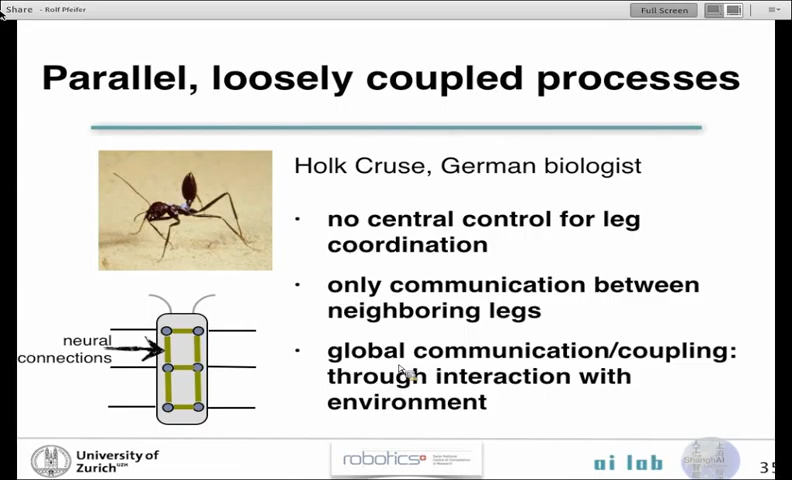 Share - Rolf Pfeifer
Full Screen
Parallel, loosely coupled processes
Holk Cruse, German biologist
· no central control for leg
coordination
· only communication between
neighboring legs
· global communication/coupling:
through interaction with
environment
neural
connections
University of
Zurich UZH
robotics+
ai lab
ShanghAI
35